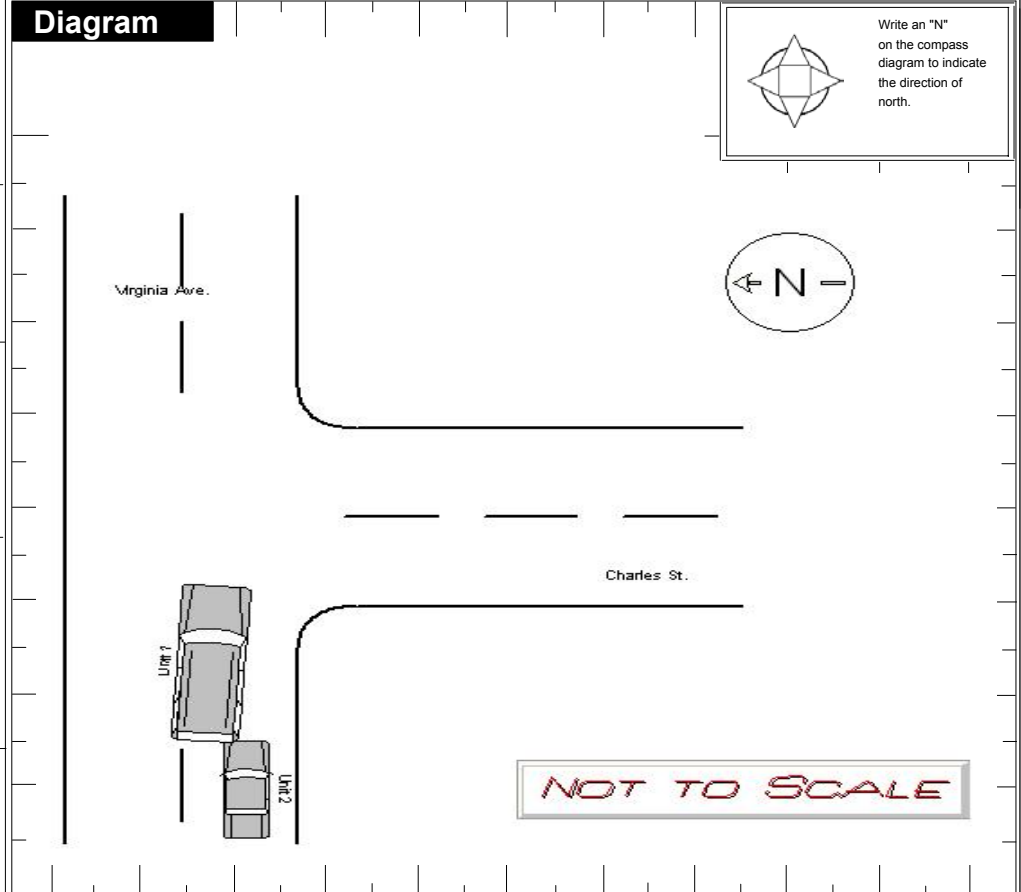 Diagram
Write an "N"
on the compass
diagram to indicate
the direction of
north.
Virginia Ave.
N
Charles St.
Unit 1
Unit 2
NOT TO SCALE